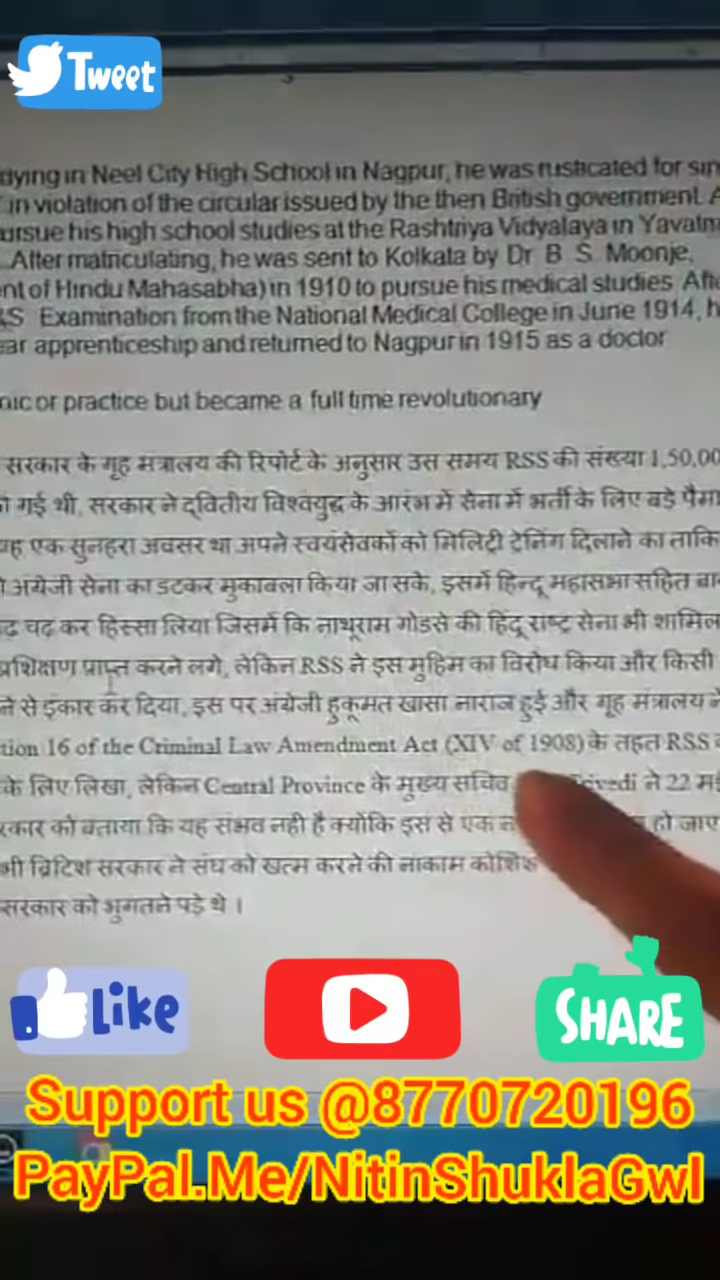 Tweet
dying in Neel City High School in Nagpur, he was rusticated for
in violation of the circular issued by the then British government.
ursue his high school studies at the Rashtriya Vidyalaya in
After matriculating, he was sent to Kolkata by Dr B S Moonje,
nt of Hindu Mahasabha) in 1910 to pursue his medical studies
&S Examination from the National Medical College in June 1914,
ar apprenticeship and returned to Nagpur in 1915 as a doctor
nic or practice but became a full time revolutionary
सरकार के गृह मंत्रालय की रिपोर्ट के अनुसार उस समय RSS की संख्या 1,50,00
गई थी, सरकार ने द्वितीय विश्वयुद्ध के आरंभ में सेना में भर्ती के लिए बड़े
यह एक सुनहरा अवसर था अपने स्वयंसेवकों को मिलिट्री ट्रेनिंग दिलाने का ताकि
अंग्रेजी सेना का डटकर मुकाबला किया जा सके, इसमें हिन्दू महासभा सहित
चढ़ कर हिस्सा लिया जिसमें कि नाथूराम गोडसे की हिंदू राष्ट्र सेना भी शामिल
प्रशिक्षण प्राप्त करने लगे, लेकिन RSS ने इस मुहिम का विरोध किया और किसी
ने से इंकार कर दिया, इस पर अंग्रेजी हुकूमत खासा नाराज हुई और गृह मंत्रालय ने
tion 16 of the Criminal Law Amendment Act (XIV of 1908) के तहत RSS
के लिए लिखा, लेकिन Central Province के मुख्य सचिव ने 22
को बताया कि यह संभव नही है क्योंकि इस से एक हो जाए
भी ब्रिटिश सरकार ने संघ को खत्म करने की नाकाम
सरकार को भुगतने पड़े थे ।
Like
SHARE
Support us @8770720196
PayPal.Me/NitinShuklaGwl